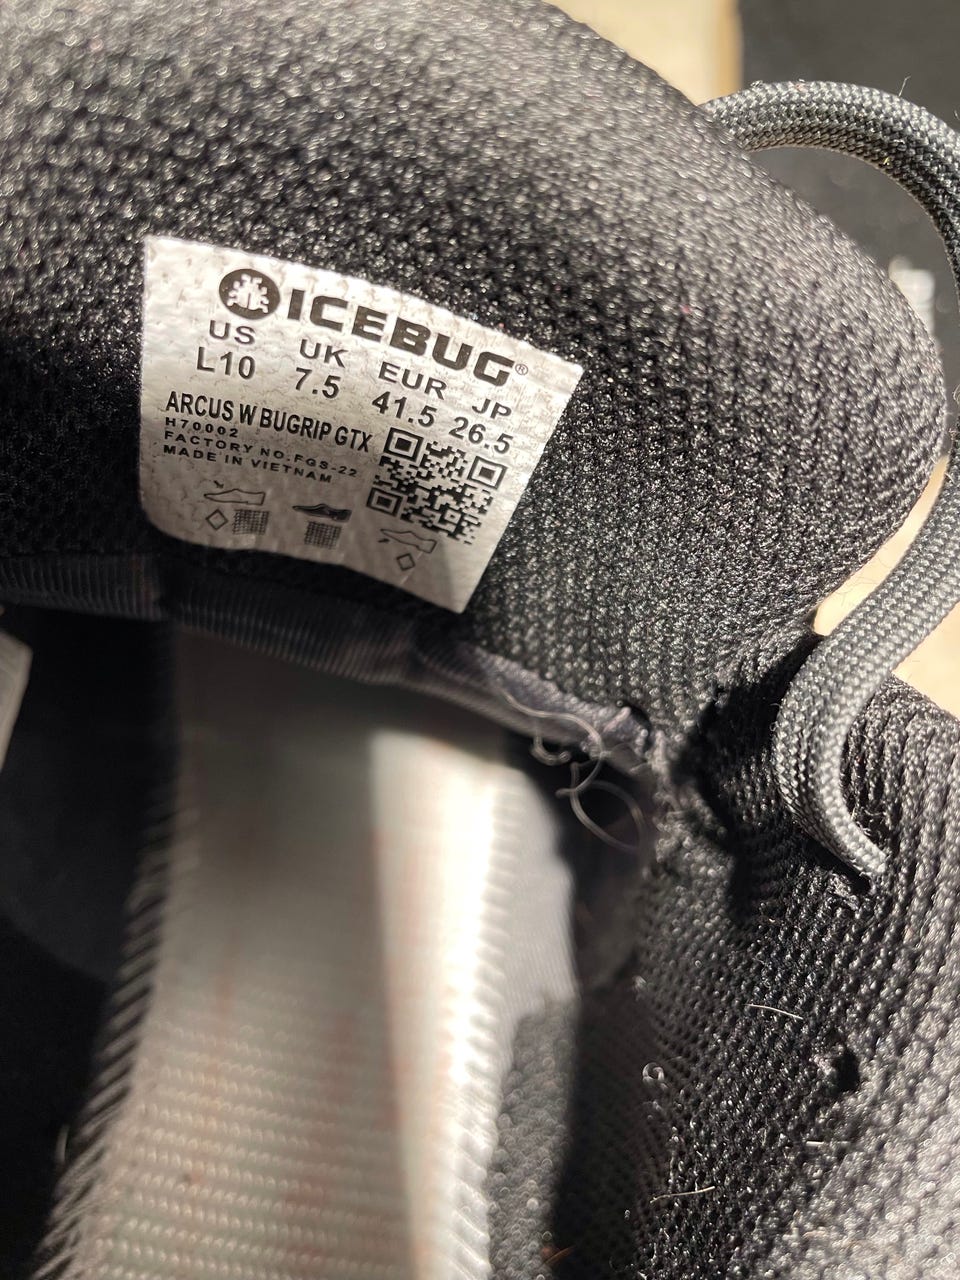 ICEBUG®
US UK EUR JP
L10 7.5 41.5 26.5
ARCUS W BUGRIP GTX
H70002
FACTORY NO.FGS-22
MADE IN VIETNAM